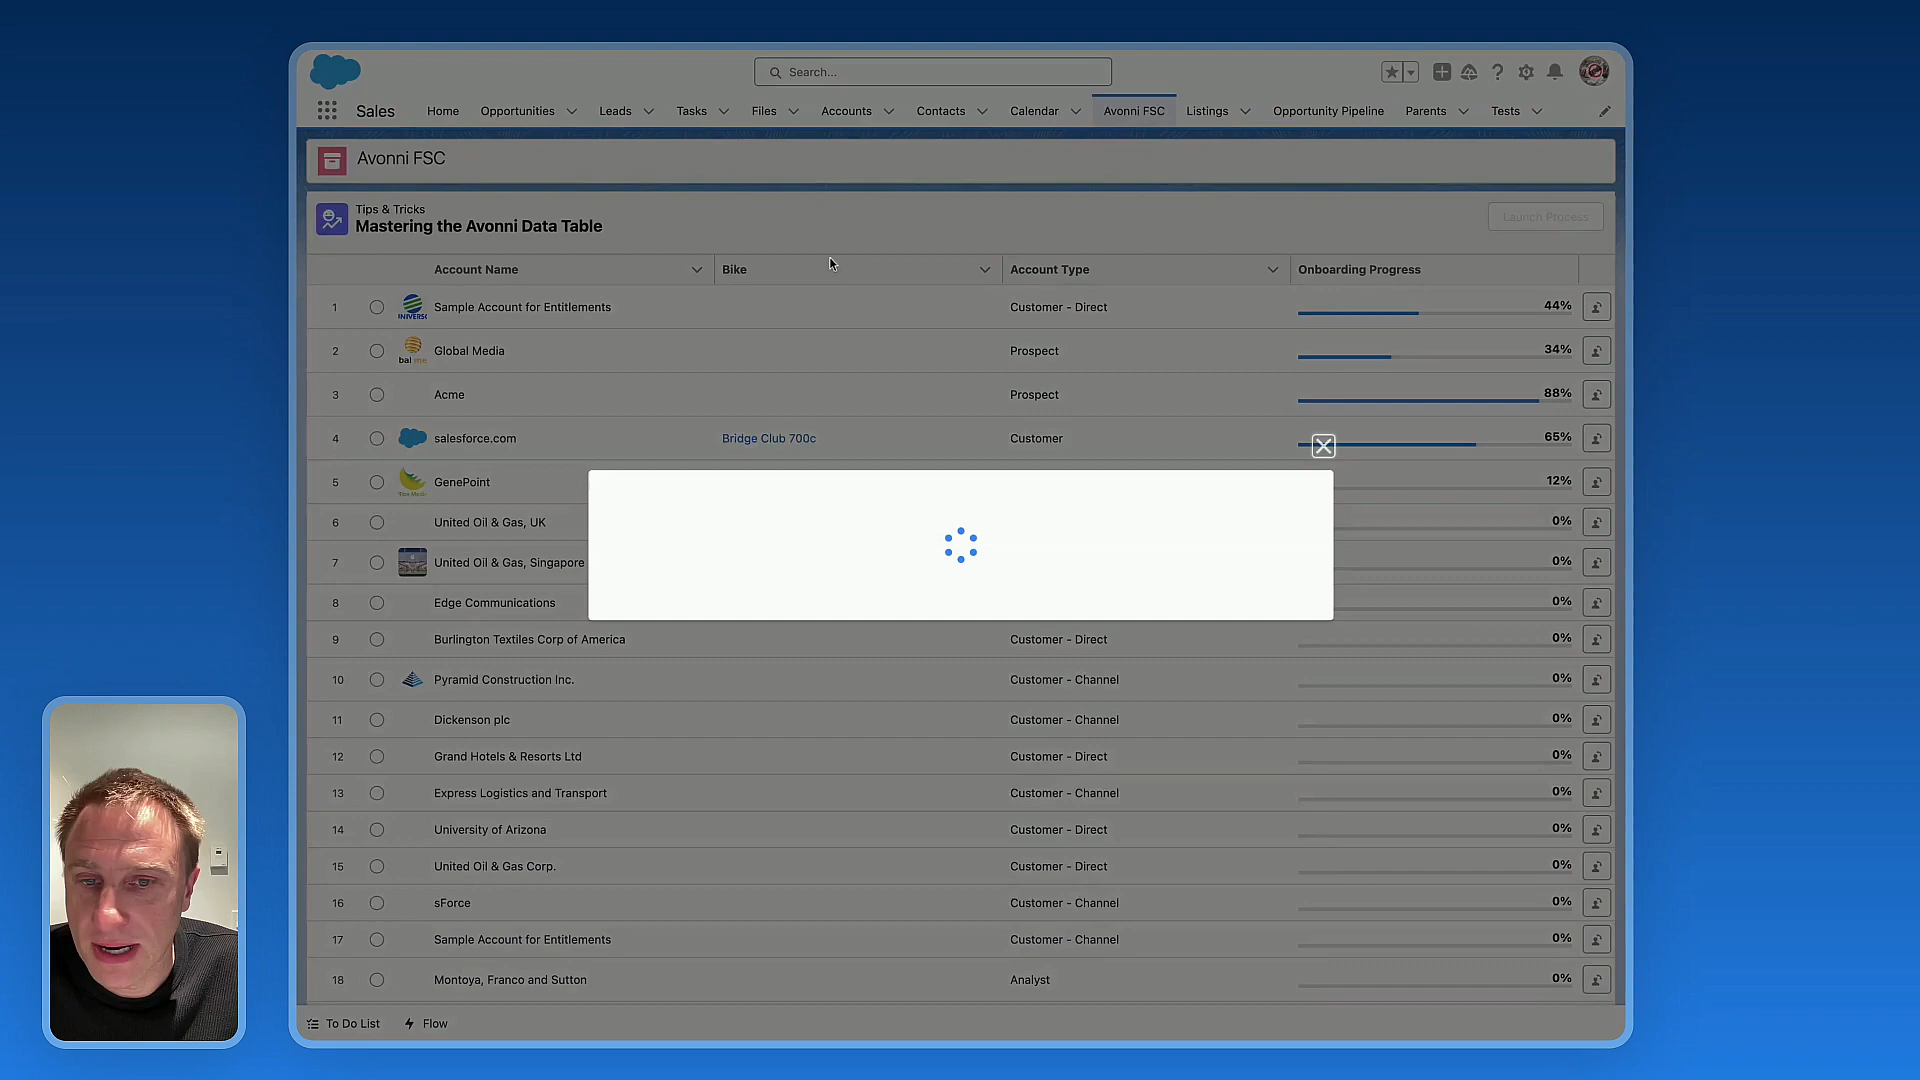 Search...
Sales
Home
Opportunities
Leads
Tasks
Files
Accounts
Contacts
Calendar
Avonni FSC
Listings
Opportunity Pipeline
Parents
Tests
Avonni FSC
Tips & Tricks
Mastering the Avonni Data Table
Launch Process
Account Name
Bike
Account Type
Onboarding Progress
1 Sample Account for Entitlements Customer - Direct 44%
2 Global Media Prospect 34%
3 Acme Prospect 88%
4 salesforce.com Bridge Club 700c Customer 65%
5 GenePoint 12%
6 United Oil & Gas, UK 0%
7 United Oil & Gas, Singapore 0%
8 Edge Communications 0%
9 Burlington Textiles Corp of America Customer - Direct 0%
10 Pyramid Construction Inc. Customer - Channel 0%
11 Dickenson plc Customer - Channel 0%
12 Grand Hotels & Resorts Ltd Customer - Direct 0%
13 Express Logistics and Transport Customer - Channel 0%
14 University of Arizona Customer - Direct 0%
15 United Oil & Gas Corp. Customer - Direct 0%
16 sForce Customer - Channel 0%
17 Sample Account for Entitlements Customer - Channel 0%
18 Montoya, Franco and Sutton Analyst 0%
To Do List
Flow